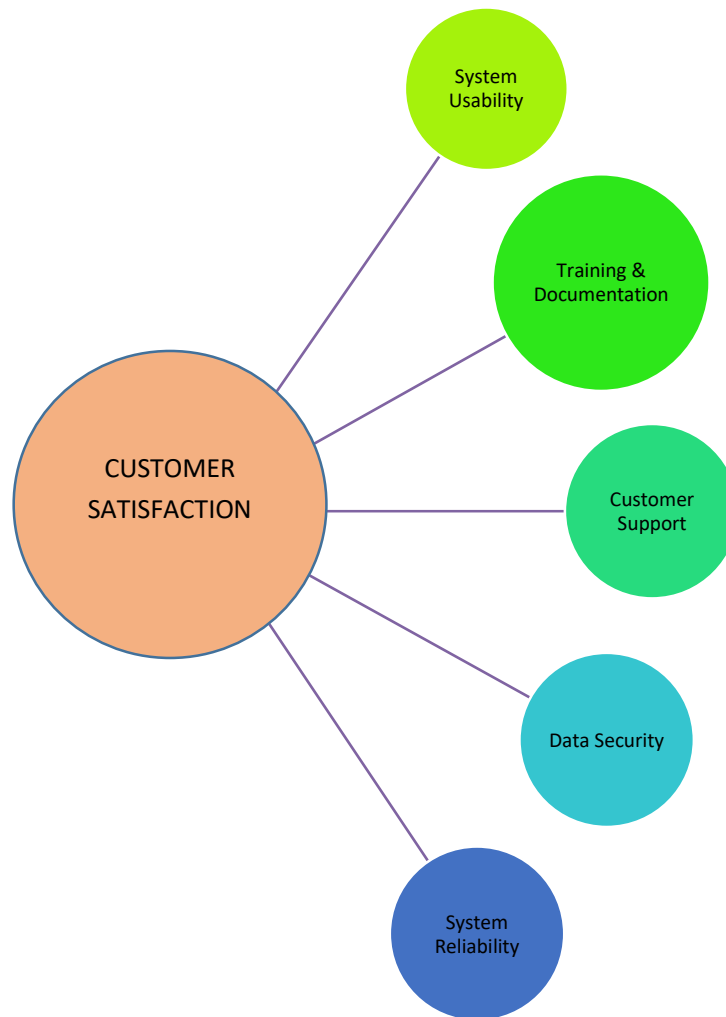 System
Usability
Training &
Documentation
CUSTOMER
SATISFACTION
Customer
Support
Data Security
System
Reliability